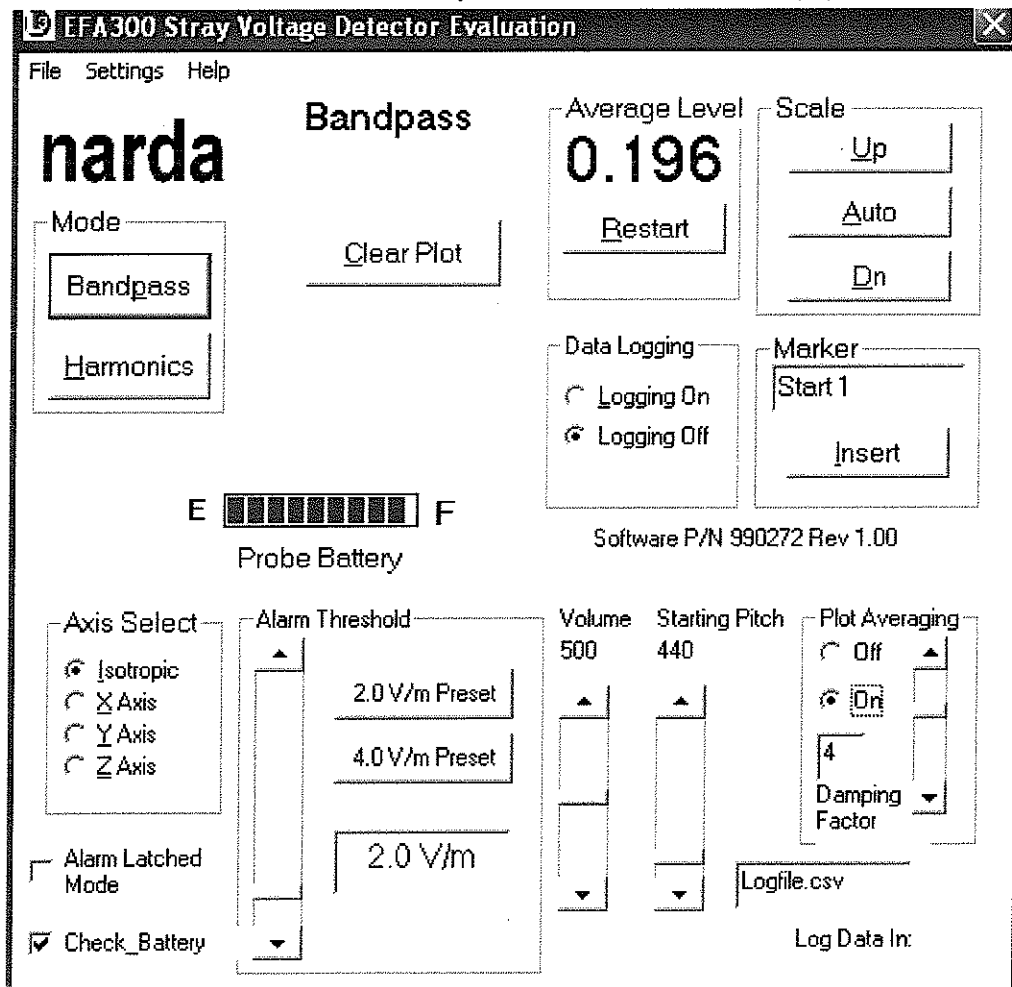 EFA300 Stray Voltage Detector Evaluation
File Settings Help
narda
Bandpass
Average Level
0.196
Restart
Scale
Up
Auto
Dn
Mode
Bandpass
Harmonics
Clear Plot
Data Logging
Logging On
Logging Off
Marker
Start 1
Insert
E F
Probe Battery
Software P/N 990272 Rev 1.00
Axis Select
Isotropic
X Axis
Y Axis
Z Axis
Alarm Latched
Mode
Check_Battery
Alarm Threshold
2.0 V/m Preset
4.0 V/m Preset
2.0 V/m
Volume
500
Starting Pitch
440
Plot Averaging
Off
On
4
Damping
Factor
Logfile.csv
Log Data In: